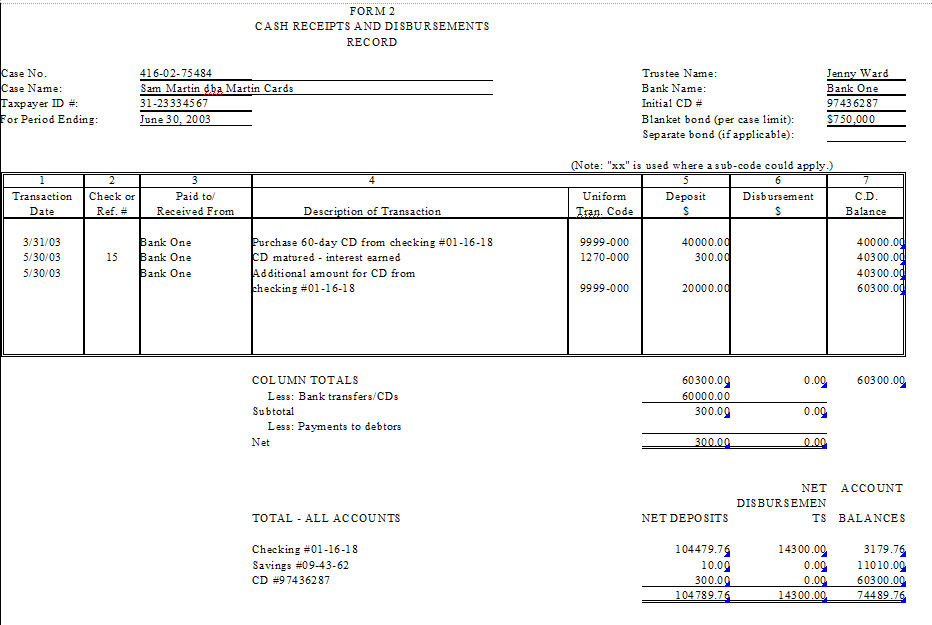 FORM 2
CASH RECEIPTS AND DISBURSEMENTS
RECORD
Case No. 416-02-75484 Trustee Name: Jenny Ward
Case Name: Sam Martin dba Martin Cards Bank Name: Bank One
Taxpayer ID #: 31-23334567 Initial CD # 97436287
For Period Ending: June 30, 2003 Blanket bond (per case limit): $750,000
Separate bond (if applicable):
(Note: "xx" is used where a sub-code could apply.)
1 2 3 4 5 6 7
Transaction Check or Paid to/ Uniform Deposit Disbursement C.D.
Date Ref. # Received From Description of Transaction Tran. Code $ $ Balance
3/31/03 Bank One Purchase 60-day CD from checking #01-16-18 9999-000 40000.00 40000.00
5/30/03 15 Bank One CD matured - interest earned 1270-000 300.00 40300.00
5/30/03 Bank One Additional amount for CD from 40300.00
checking #01-16-18 9999-000 20000.00 60300.00
COLUMN TOTALS 60300.00 0.00 60300.00
Less: Bank transfers/CDs 60000.00
Subtotal 300.00 0.00
Less: Payments to debtors
Net 300.00 0.00
NET ACCOUNT
DISBURSEMEN
TOTAL - ALL ACCOUNTS NET DEPOSITS TS BALANCES
Checking #01-16-18 104479.76 14300.00 3179.76
Savings #09-43-62 10.00 0.00 11010.00
CD #97436287 300.00 0.00 60300.00
104789.76 14300.00 74489.76